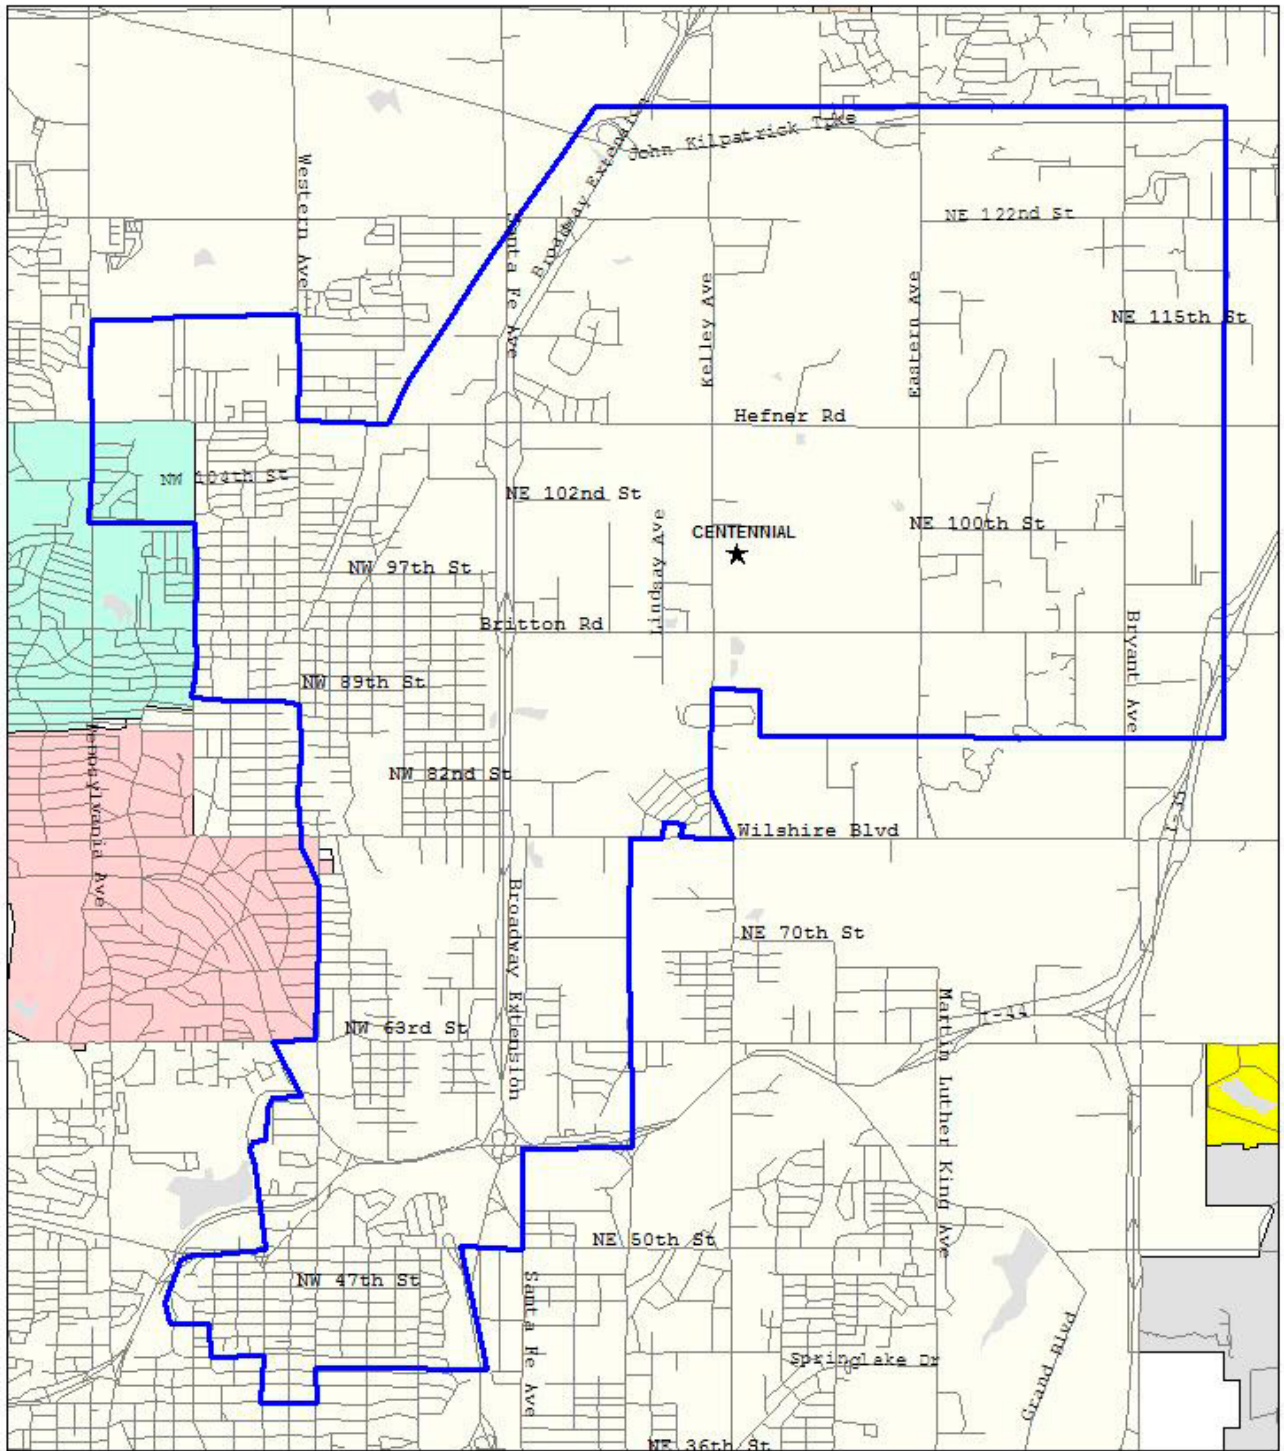 John Kilpatrick Tpke
Western Ave
Santa Fe Ave
Broadway Extension
NE 122nd St
Kelley Ave
Eastern Ave
NE 115th St
Hefner Rd
NW 104th St
NE 102nd St
Lindsay Ave
CENTENNIAL
NE 100th St
NW 97th St
Britton Rd
Bryant Ave
NW 89th St
Pennsylvania Ave
NW 82nd St
I-35
Wilshire Blvd
Broadway Extension
NE 70th St
NW 63rd St
Martin Luther King Ave
I-44
NE 50th St
NW 47th St
Santa Fe Ave
Springlake Dr
Grand Blvd
NE 36th St